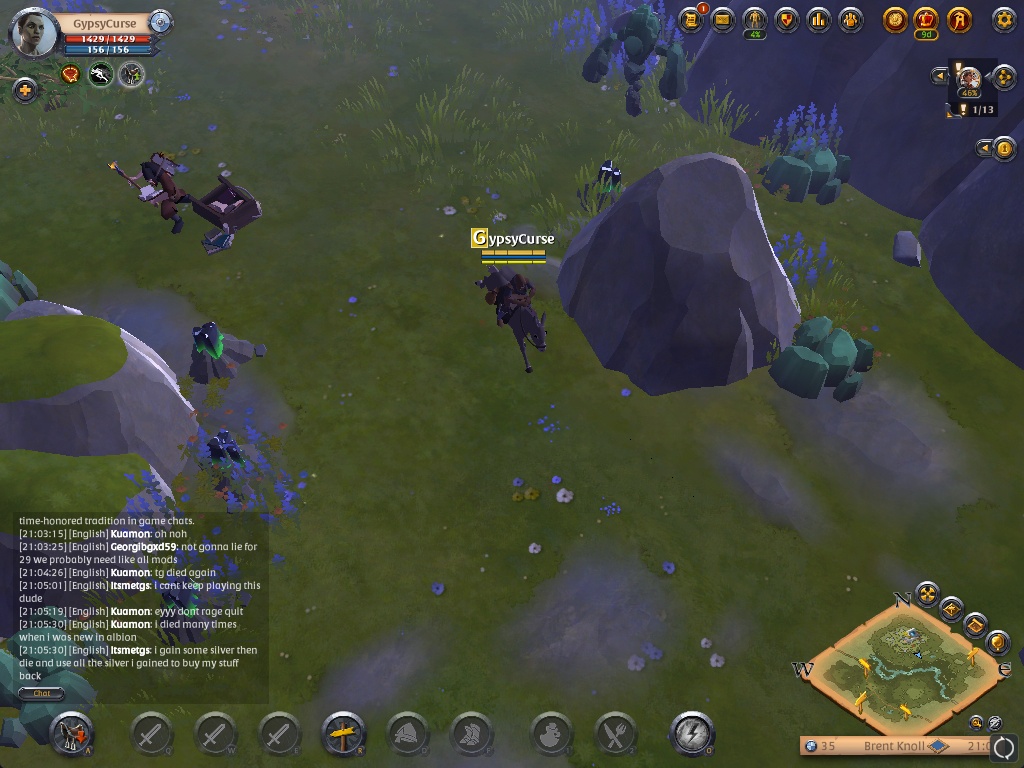 GypsyCurse
1429 / 1429
156 / 156
1
4%
9d
46%
1/13
1
GypsyCurse
time-honored tradition in game chats.
[21:03:15] [English] Kuamon: oh nah
[21:03:25] [English] Georgibgxd59: not gonna lie for
29 we probably need like all mods
[21:04:26] [English] Kuamon: tg died again
[21:05:01] [English] Itsmetgs: i cant keep playing this
dude
[21:05:19] [English] Kuamon: eyyy dont rage quit
[21:05:30] [English] Kuamon: i died many times
when i was new in albion
[21:05:30] [English] Itsmetgs: i gain some silver then
die and use all the silver i gained to buy my stuff
back
Chat
N
W
E
A
Q
W
E
R
D
F
35
Brent Knoll